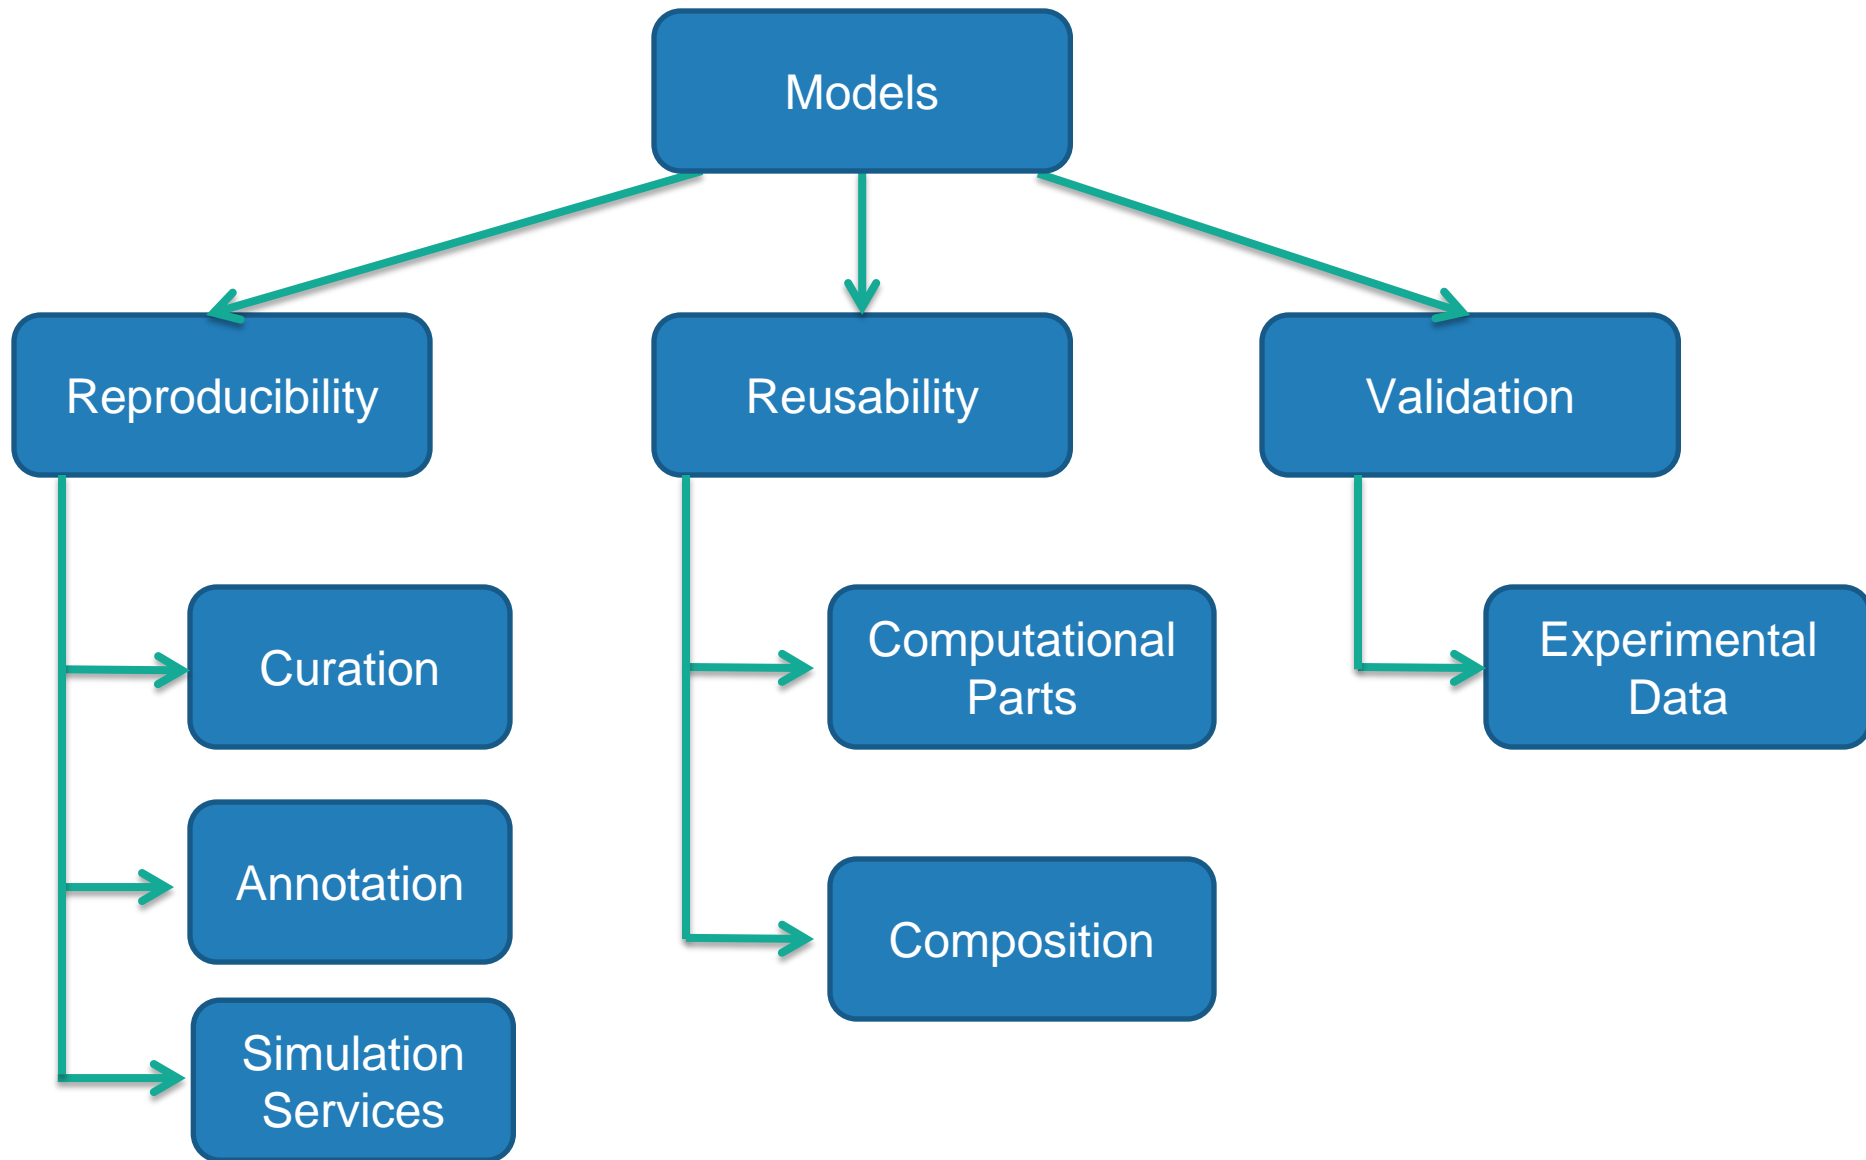 Models
Reproducibility
Reusability
Validation
Curation
Computational
Parts
Experimental
Data
Annotation
Composition
Simulation
Services